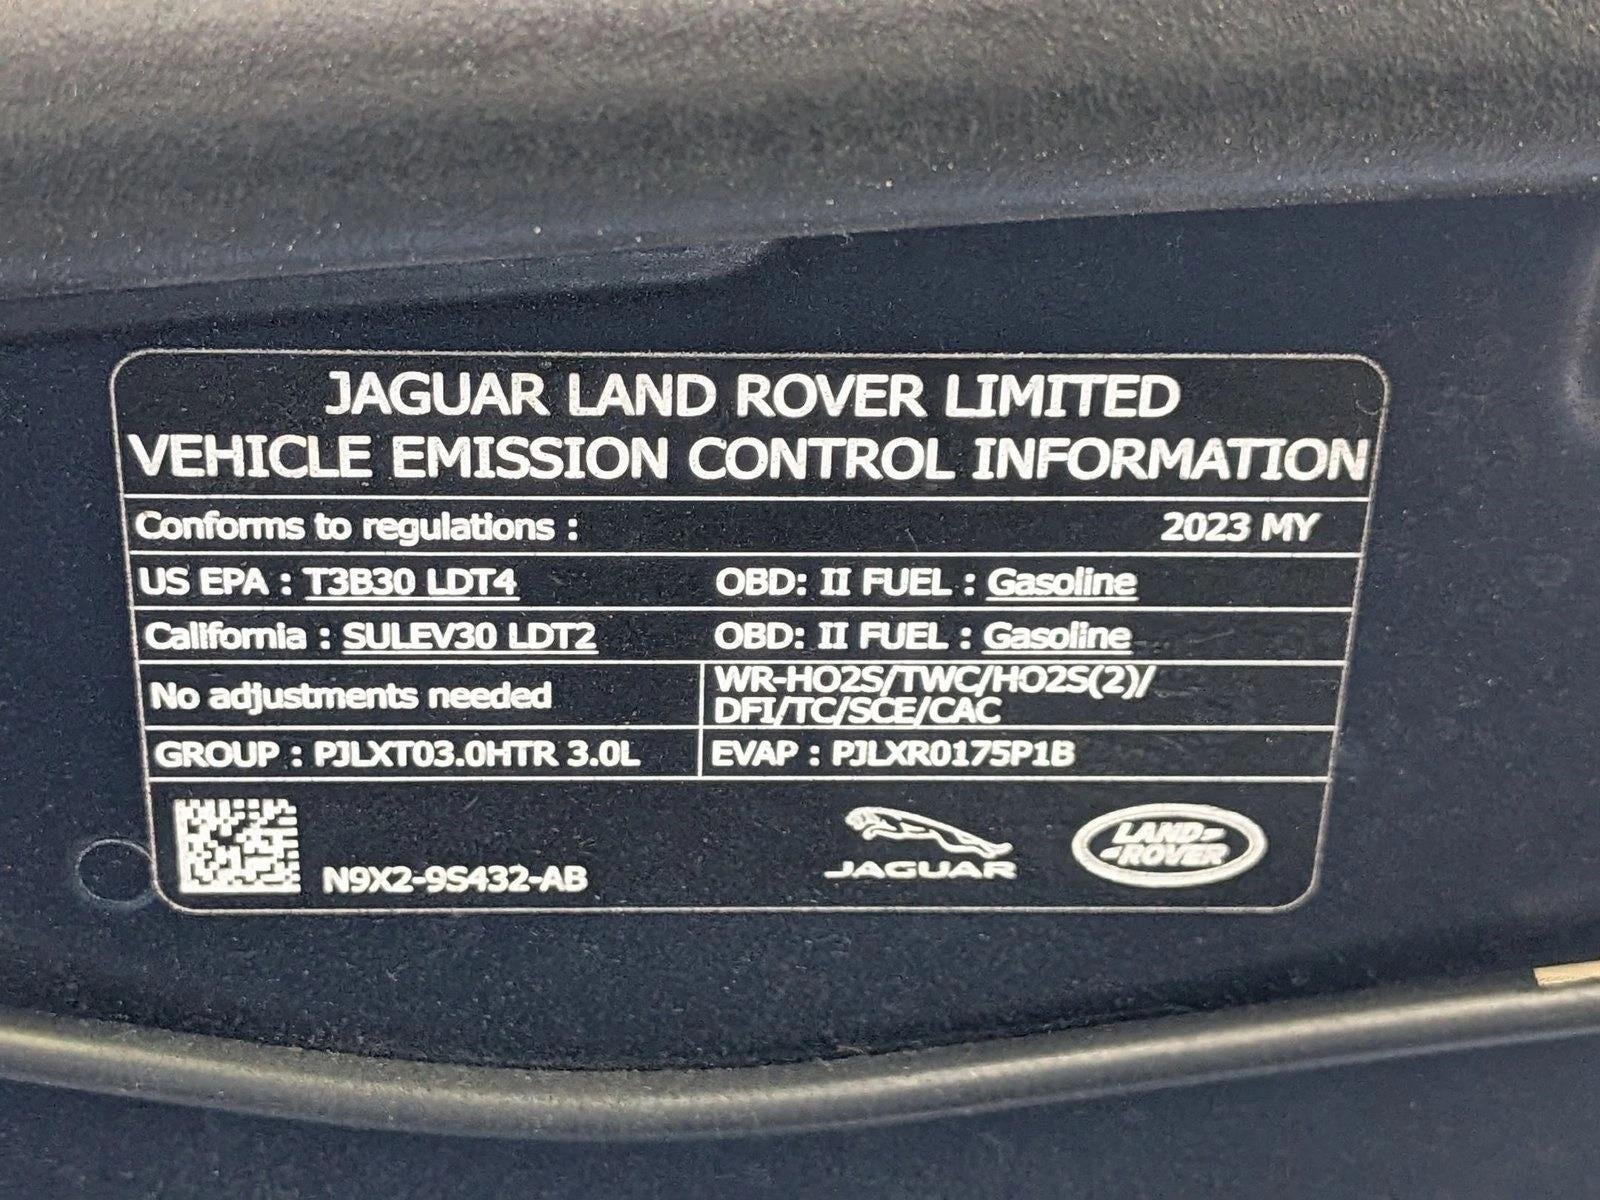 JAGUAR LAND ROVER LIMITED
VEHICLE EMISSION CONTROL INFORMATION
Conforms to regulations : 2023 MY
US EPA : T3B30 LDT4 OBD: II FUEL : Gasoline
California : SULEV30 LDT2 OBD: II FUEL : Gasoline
No adjustments needed
WR-HO2S/TWC/HO2S(2)/
DFI/TC/SCE/CAC
GROUP : PJLXT03.0HTR 3.0L EVAP : PJLXR0175P1B
N9X2-9S432-AB
JAGUAR
LAND-
-ROVER